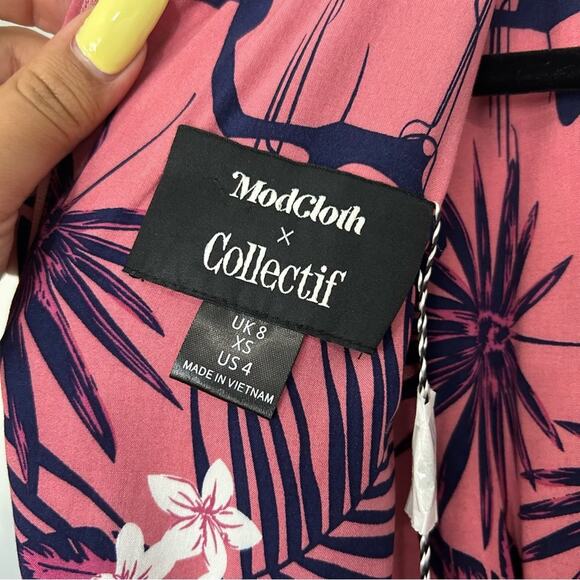 ModCloth
x
Collectif
UK 8
XS
US 4
MADE IN VIETNAM